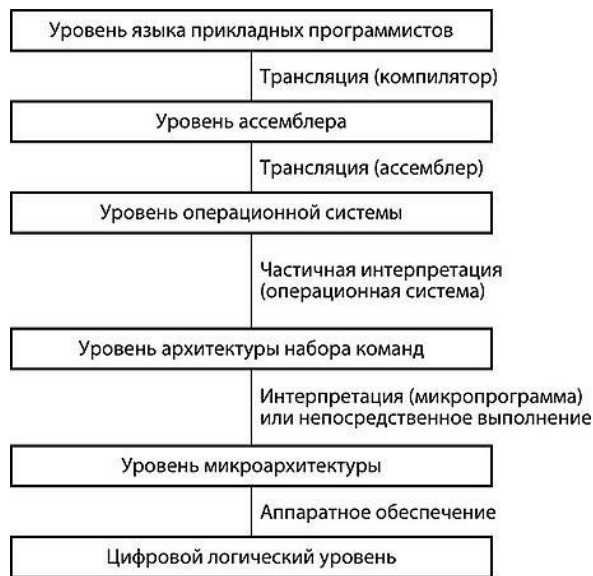 Уровень языка прикладных программистов
Трансляция (компилятор)
Уровень ассемблера
Трансляция (ассемблер)
Уровень операционной системы
Частичная интерпретация
(операционная система)
Уровень архитектуры набора команд
Интерпретация (микропрограмма)
или непосредственное выполнение
Уровень микроархитектуры
Аппаратное обеспечение
Цифровой логический уровень